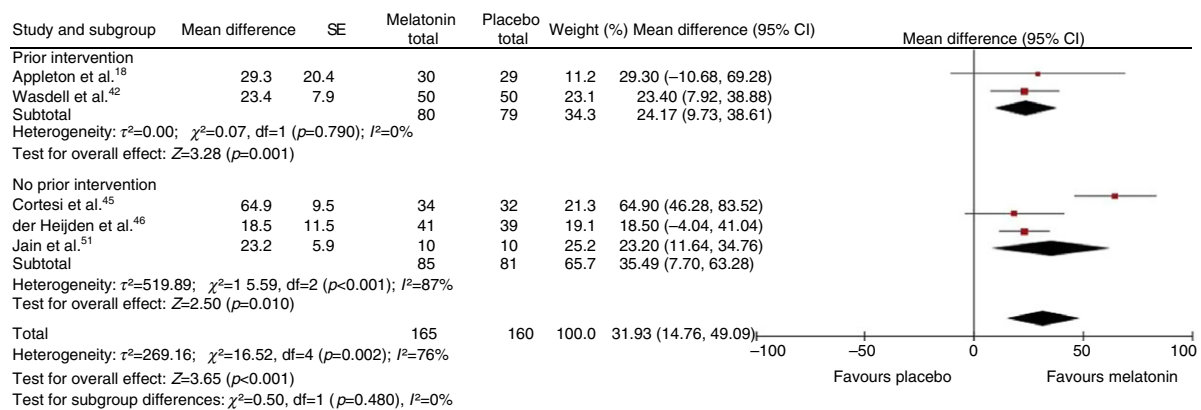 Study and subgroup Mean difference SE Melatonin total Placebo total Weight (%) Mean difference (95% CI) Mean difference (95% CI)
Prior intervention
Appleton et al.18 29.3 20.4 30 29 11.2 29.30 (−10.68, 69.28)
Wasdell et al.42 23.4 7.9 50 50 23.1 23.40 (7.92, 38.88)
Subtotal 80 79 34.3 24.17 (9.73, 38.61)
Heterogeneity: τ²=0.00; χ²=0.07, df=1 (p=0.790); I²=0%
Test for overall effect: Z=3.28 (p=0.001)
No prior intervention
Cortesi et al.45 64.9 9.5 34 32 21.3 64.90 (46.28, 83.52)
der Heijden et al.46 18.5 11.5 41 39 19.1 18.50 (−4.04, 41.04)
Jain et al.51 23.2 5.9 10 10 25.2 23.20 (11.64, 34.76)
Subtotal 85 81 65.7 35.49 (7.70, 63.28)
Heterogeneity: τ²=519.89; χ²=1 5.59, df=2 (p<0.001); I²=87%
Test for overall effect: Z=2.50 (p=0.010)
Total 165 160 100.0 31.93 (14.76, 49.09)
Heterogeneity: τ²=269.16; χ²=16.52, df=4 (p=0.002); I²=76%
Test for overall effect: Z=3.65 (p<0.001)
Test for subgroup differences: χ²=0.50, df=1 (p=0.480), I²=0%
−100 −50 0 50 100
Favours placebo Favours melatonin